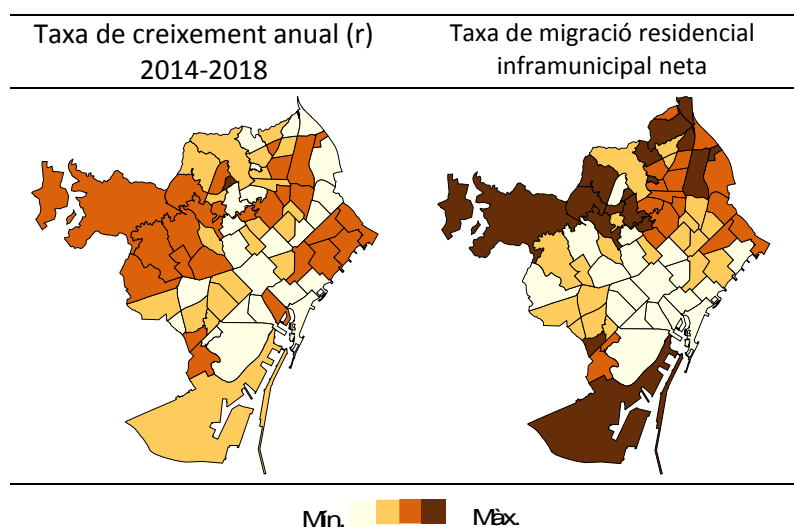 Taxa de creixement anual (r)
2014-2018
Taxa de migració residencial
inframunicipal neta
Mín. Màx.